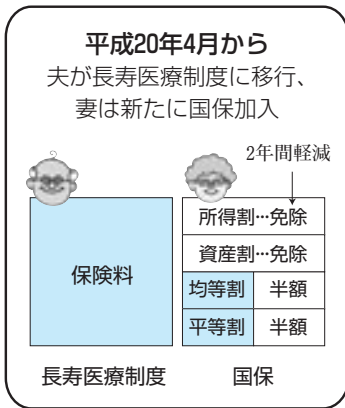 平成20年4月から
夫が長寿医療制度に移行、
妻は新たに国保加入
2年間軽減
保険料
所得割…免除
資産割…免除
均等割 半額
平等割 半額
長寿医療制度 国保